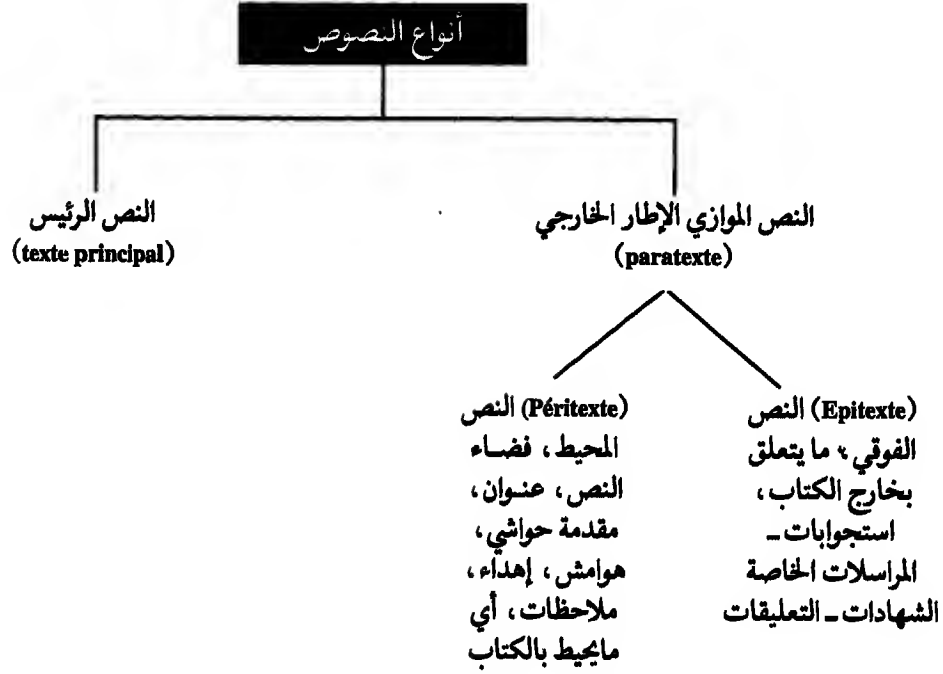 أنواع النصوص
النص الموازي الإطار الخارجي
(paratexte)
النص الرئيس
(texte principal)
(Epitexte) النص
الفوقي، ما يتعلق
بخارج الكتاب،
استجوابات ـ
المراسلات الخاصة
الشهادات ـ التعليقات
(Péritexte) النص
المحيط، فضاء
النص، عنوان،
مقدمة حواشي،
هوامش، إهداء،
ملاحظات، أي
مايحيط بالكتاب